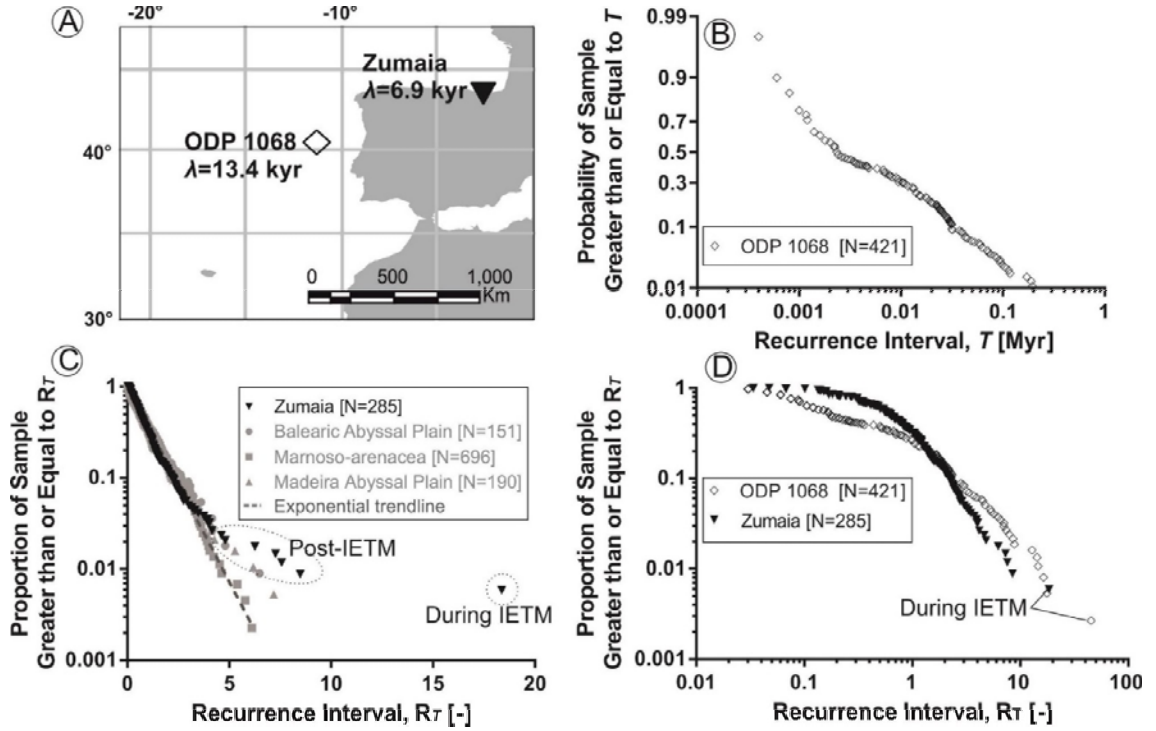 A
-20°
-10°
0°
Zumaia
λ=6.9 kyr
ODP 1068
λ=13.4 kyr
40°
30°
0 500 1,000
Km
B
Probability of Sample
Greater than or Equal to T
0.99
0.9
0.7
0.5
0.3
0.1
0.01
ODP 1068 [N=421]
0.0001 0.001 0.01 0.1 1
Recurrence Interval, T [Myr]
C
Proportion of Sample
Greater than or Equal to RT
1
0.1
0.01
0.001
Zumaia [N=285]
Balearic Abyssal Plain [N=151]
Marnoso-arenacea [N=696]
Madeira Abyssal Plain [N=190]
Exponential trendline
Post-IETM
During IETM
0 5 10 15 20
Recurrence Interval, RT [-]
D
Proportion of Sample
Greater than or Equal to RT
1
0.1
0.01
0.001
ODP 1068 [N=421]
Zumaia [N=285]
During IETM
0.01 0.1 1 10 100
Recurrence Interval, RT [-]